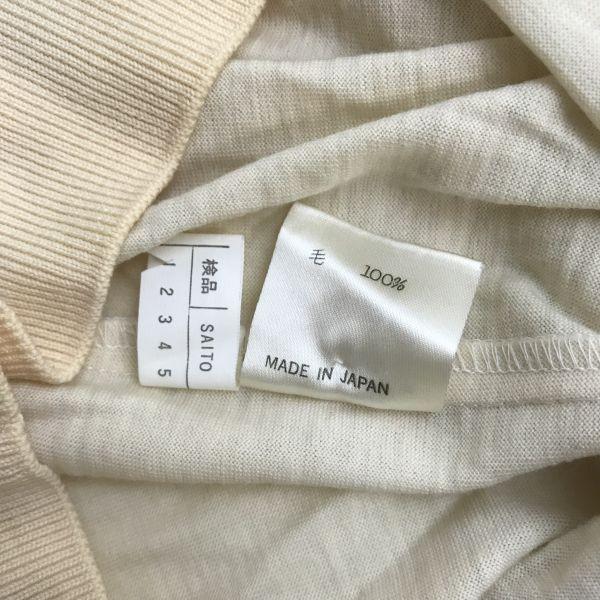 検品 SAITO
1 2 3 4 5
毛 100%
MADE IN JAPAN